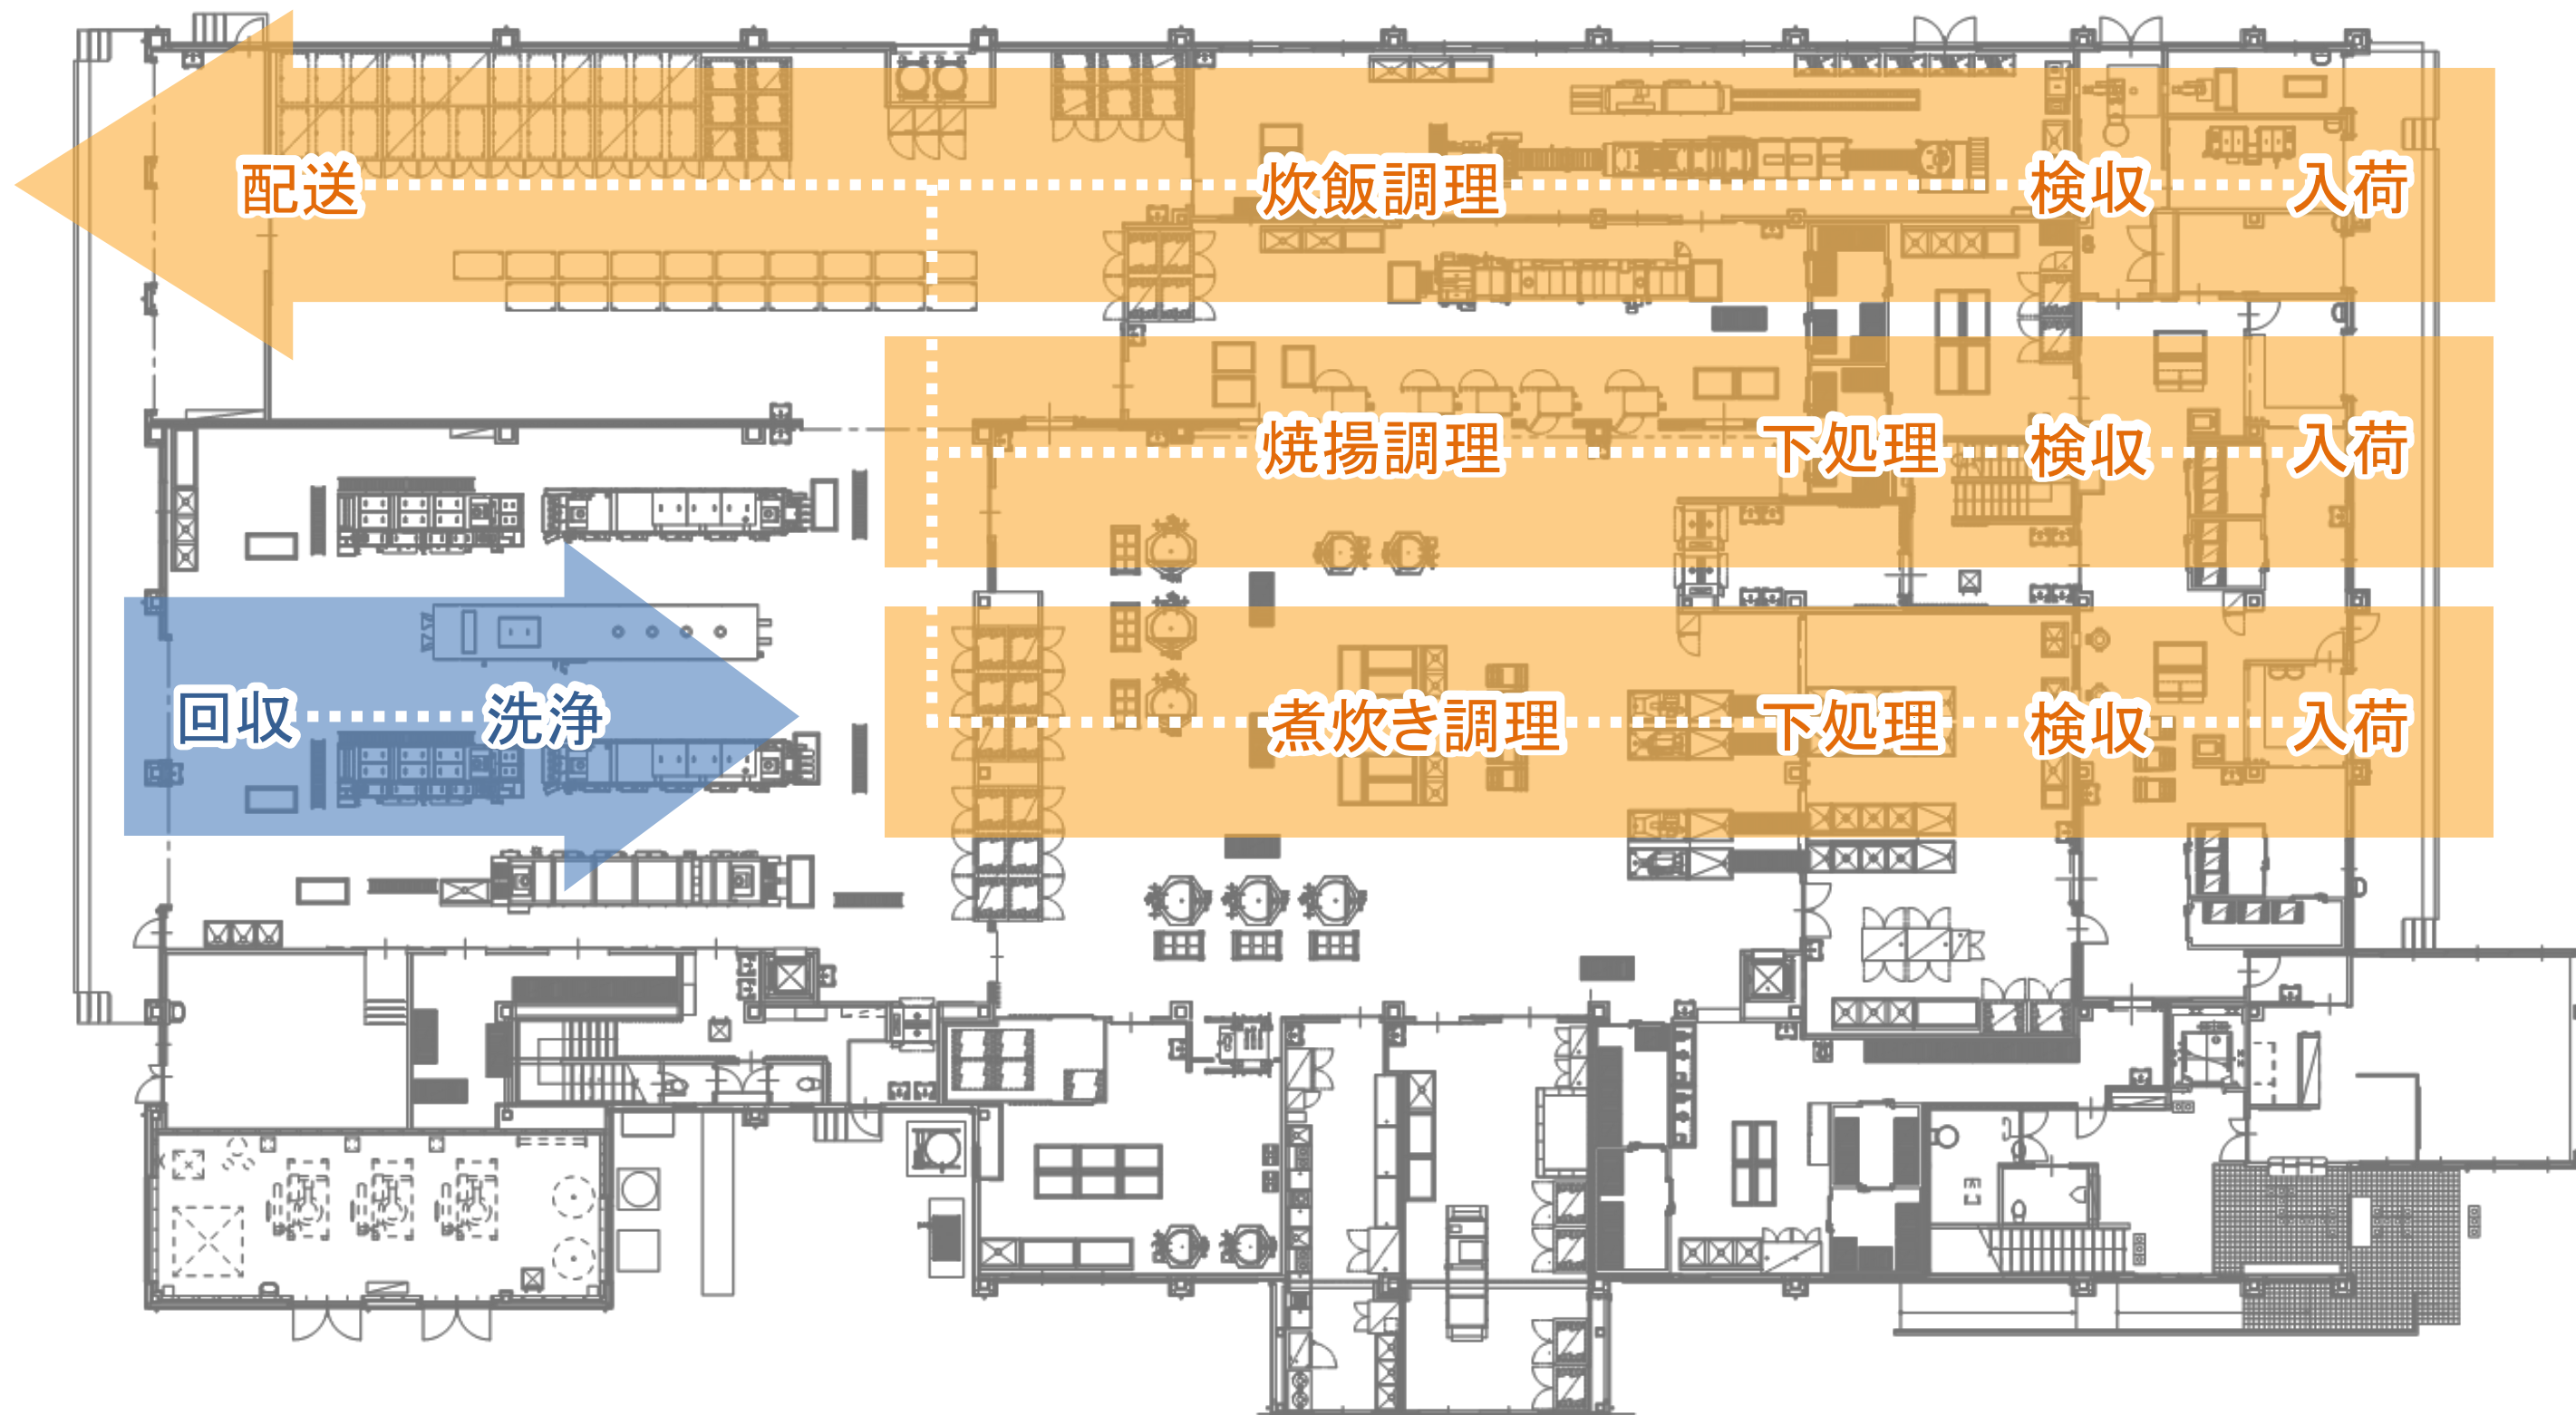 配送 炊飯調理 検収 入荷
焼揚調理 下処理 検収 入荷
回収 洗浄 煮炊き調理 下処理 検収 入荷